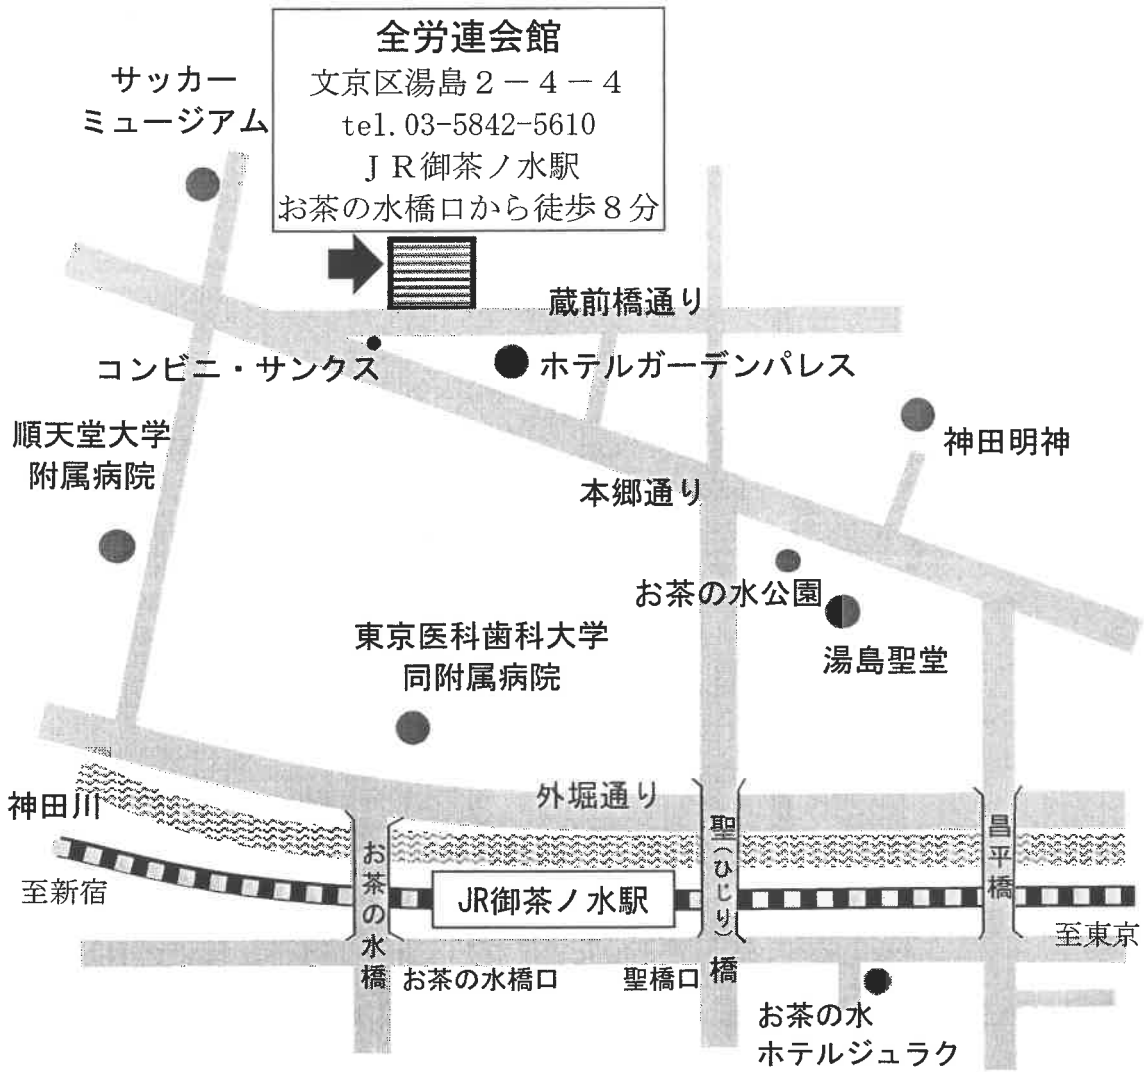 全労連会館
文京区湯島２－４－４
tel.03-5842-5610
ＪＲ御茶ノ水駅
お茶の水橋口から徒歩８分
サッカー
ミュージアム
蔵前橋通り
コンビニ・サンクス
ホテルガーデンパレス
順天堂大学
附属病院
神田明神
本郷通り
お茶の水公園
湯島聖堂
東京医科歯科大学
同附属病院
外堀通り
神田川
お茶の水橋
聖(ひじり)橋
昌平橋
至新宿
JR御茶ノ水駅
至東京
お茶の水橋口
聖橋口
お茶の水
ホテルジュラク